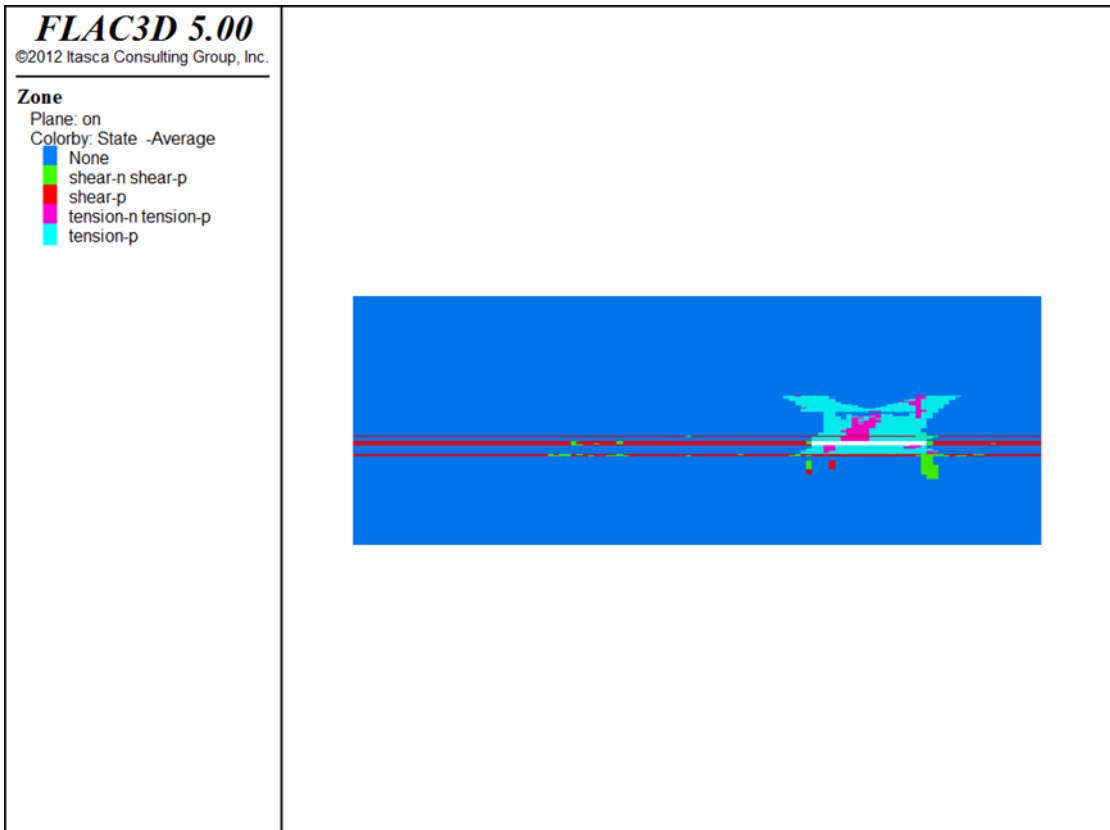 FLAC3D 5.00
©2012 Itasca Consulting Group, Inc.
Zone
Plane: on
Colorby: State -Average
None
shear-n shear-p
shear-p
tension-n tension-p
tension-p